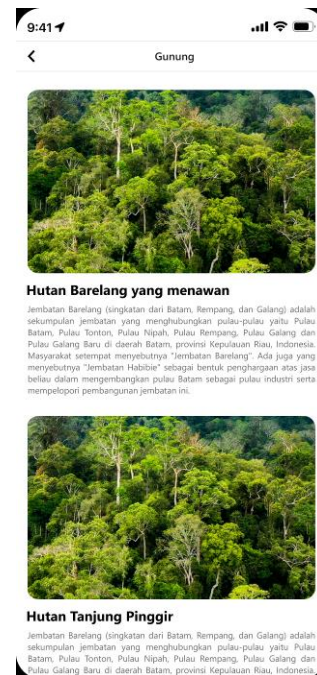 9:41
Gunung
Hutan Barelang yang menawan
Jembatan Barelang (singkatan dari Batam, Rempang, dan Galang) adalah
sekumpulan jembatan yang menghubungkan pulau-pulau yaitu Pulau
Batam, Pulau Tonton, Pulau Nipah, Pulau Rempang, Pulau Galang dan
Pulau Galang Baru di daerah Batam, provinsi Kepulauan Riau, Indonesia.
Masyarakat setempat menyebutnya "Jembatan Barelang". Ada juga yang
menyebutnya "Jembatan Habibie" sebagai bentuk penghargaan atas jasa
beliau dalam mengembangkan pulau Batam sebagai pulau industri serta
mempelopori pembangunan jembatan ini.
Hutan Tanjung Pinggir
Jembatan Barelang (singkatan dari Batam, Rempang, dan Galang) adalah
sekumpulan jembatan yang menghubungkan pulau-pulau yaitu Pulau
Batam, Pulau Tonton, Pulau Nipah, Pulau Rempang, Pulau Galang dan
Pulau Galang Baru di daerah Batam, provinsi Kepulauan Riau, Indonesia.